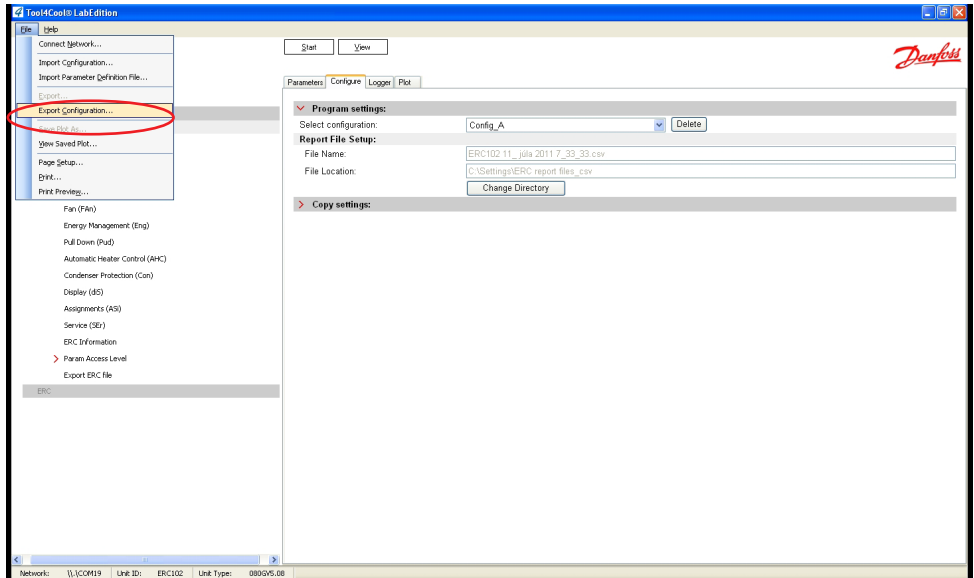 Tool4Cool® LabEdition
File Help
Connect Network...
Import Configuration...
Import Parameter Definition File...
Export...
Export Configuration...
Save Plot As...
View Saved Plot...
Page Setup...
Print...
Print Preview...
Fan (FAn)
Energy Management (Eng)
Pull Down (Pud)
Automatic Heater Control (AHC)
Condenser Protection (Con)
Display (diS)
Assignments (ASi)
Service (SEr)
ERC Information
Param Access Level
Export ERC file
ERC
Start View
Danfoss
Parameters Configure Logger Plot
Program settings:
Select configuration: Config_A Delete
Report File Setup:
File Name: ERC102 11_ júla 2011 7_33_33.csv
File Location: C:\Settings\ERC report files_csv
Change Directory
Copy settings:
Network: \\.\COM19 Unit ID: ERC102 Unit Type: 080GV5.08